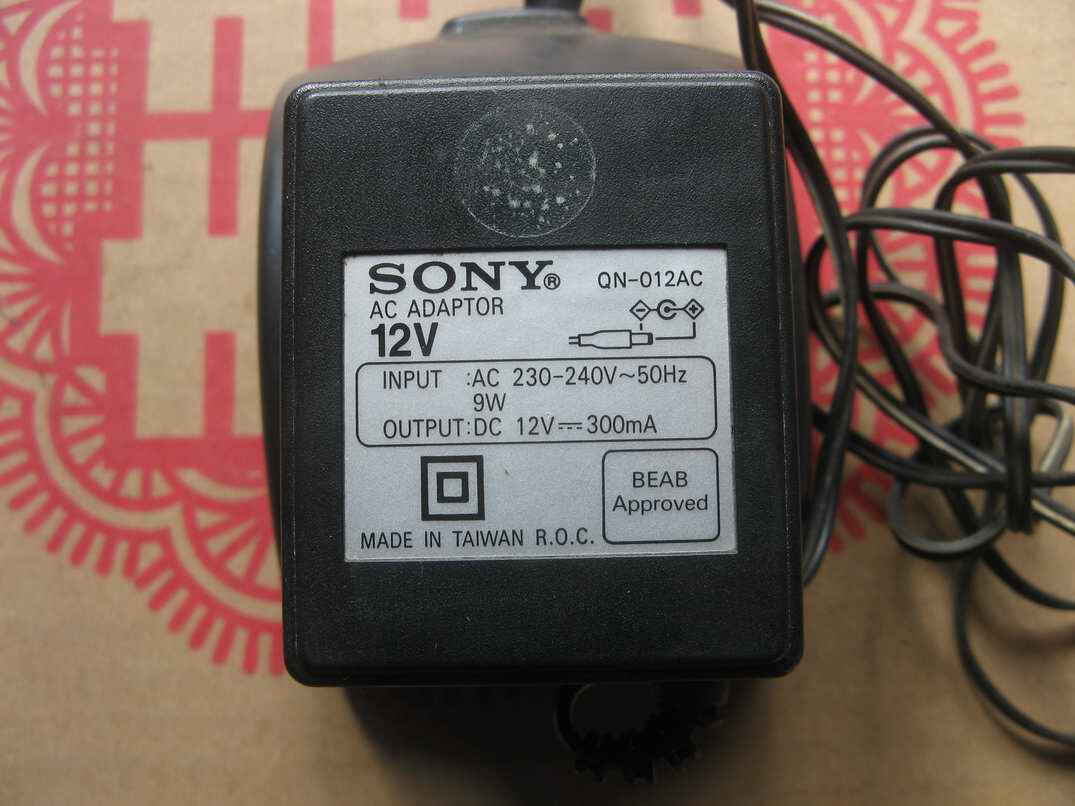 SONY® QN-012AC
AC ADAPTOR
12V
INPUT :AC 230-240V~50Hz
9W
OUTPUT:DC 12V⎓300mA
BEAB
Approved
MADE IN TAIWAN R.O.C.